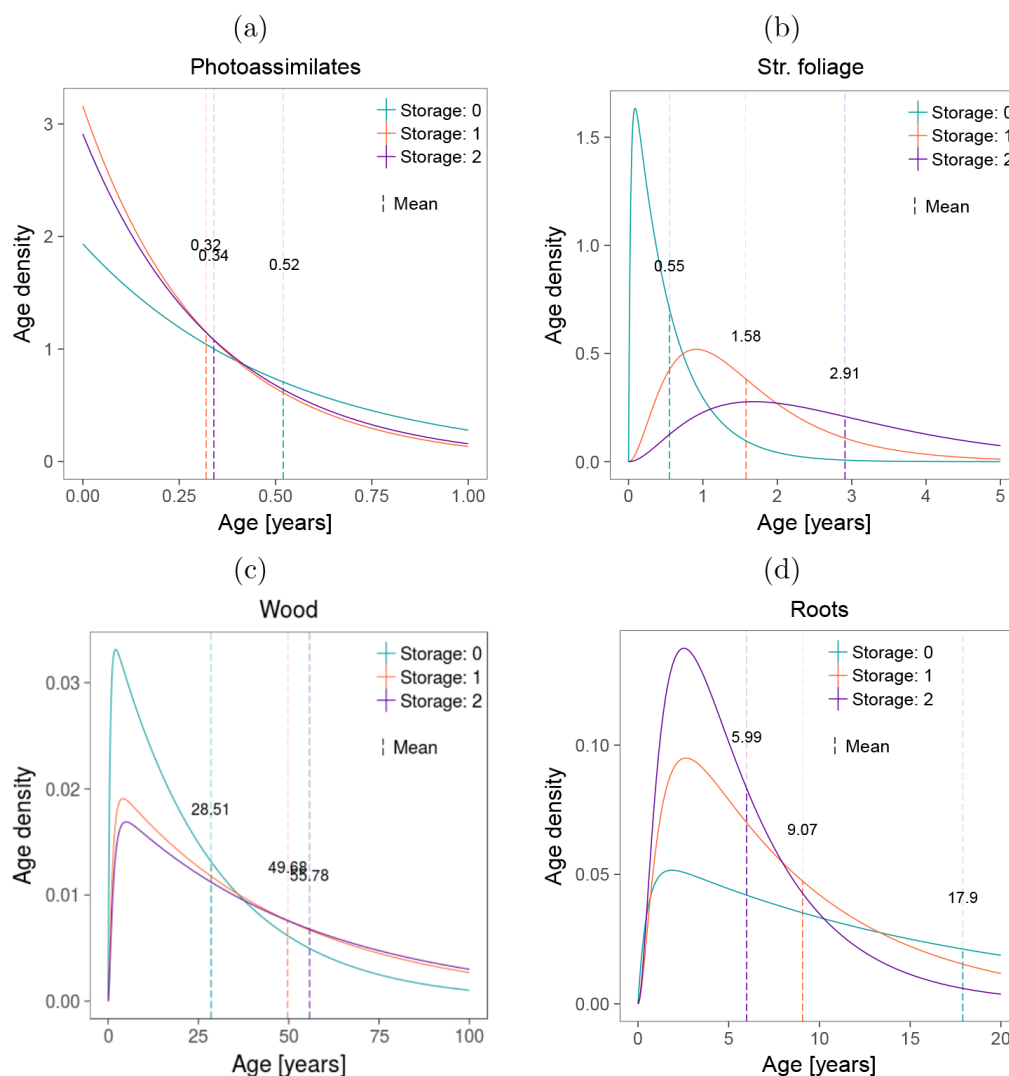 (a)
Photoassimilates
Age density
3
2
1
0
Storage: 0
Storage: 1
Storage: 2
Mean
0.32
0.34
0.52
0.00
0.25
0.50
0.75
1.00
Age [years]
(b)
Str. foliage
Age density
1.5
1.0
0.5
0.0
Storage: 0
Storage: 1
Storage: 2
Mean
0.55
1.58
2.91
0
1
2
3
4
5
Age [years]
(c)
Wood
Age density
0.03
0.02
0.01
0.00
Storage: 0
Storage: 1
Storage: 2
Mean
28.51
49.68
55.78
0
25
50
75
100
Age [years]
(d)
Roots
Age density
0.10
0.05
0.00
Storage: 0
Storage: 1
Storage: 2
Mean
5.99
9.07
17.9
0
5
10
15
20
Age [years]